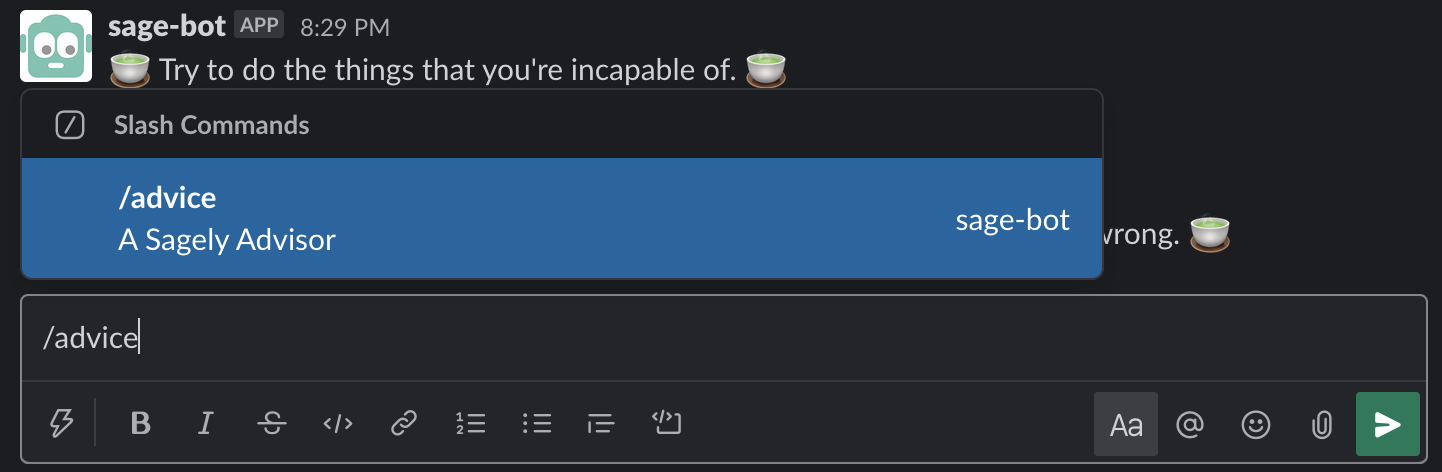 sage-bot APP 8:29 PM
🍵 Try to do the things that you're incapable of. 🍵
Slash Commands
/advice
A Sagely Advisor
sage-bot
wrong. 🍵
/advice
Aa